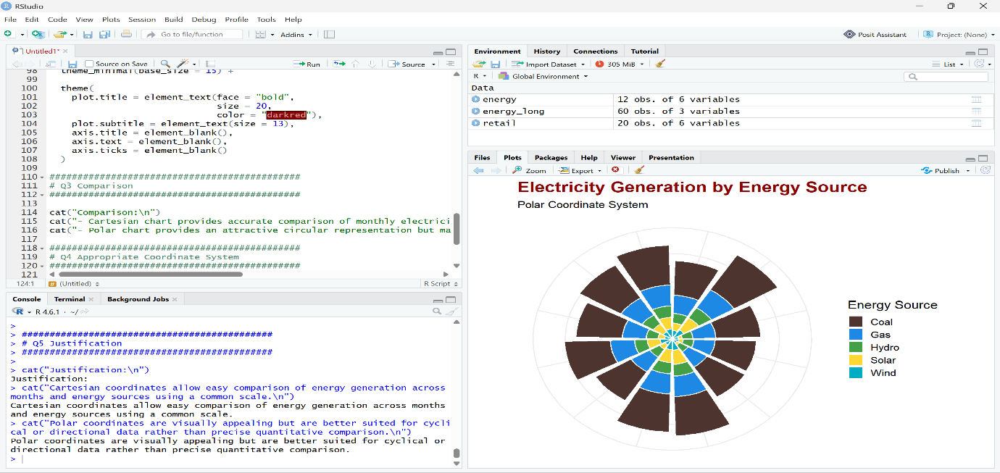 RStudio
File Edit Code View Plots Session Build Debug Profile Tools Help
Go to file/function Addins Posit Assistant Project: (None)
Untitled1*
Source on Save Run Source
98 theme_minimal(base_size = 15) +
99
100 theme(
101 plot.title = element_text(face = "bold",
102 size = 20,
103 color = "darkred"),
104 plot.subtitle = element_text(size = 13),
105 axis.title = element_blank(),
106 axis.text = element_blank(),
107 axis.ticks = element_blank()
108 )
109
110 ############################################
111 # Q3 Comparison
112 ############################################
113
114 cat("Comparison:\n")
115 cat("- Cartesian chart provides accurate comparison of monthly electrici
116 cat("- Polar chart provides an attractive circular representation but ma
117
118 ############################################
119 # Q4 Appropriate Coordinate System
120 ############################################
121
124:1 (Untitled) R Script
Console Terminal Background Jobs
R 4.6.1 · ~/
>
> ############################################
> # Q5 Justification
> ############################################
>
> cat("Justification:\n")
Justification:
> cat("Cartesian coordinates allow easy comparison of energy generation across
months and energy sources using a common scale.\n")
Cartesian coordinates allow easy comparison of energy generation across months
and energy sources using a common scale.
> cat("Polar coordinates are visually appealing but are better suited for cycli
cal or directional data rather than precise quantitative comparison.\n")
Polar coordinates are visually appealing but are better suited for cyclical or
directional data rather than precise quantitative comparison.
>
Environment History Connections Tutorial
Import Dataset 305 MiB List
R Global Environment
Data
energy 12 obs. of 6 variables
energy_long 60 obs. of 3 variables
retail 20 obs. of 6 variables
Files Plots Packages Help Viewer Presentation
Zoom Export Publish
Electricity Generation by Energy Source
Polar Coordinate System
Energy Source
Coal
Gas
Hydro
Solar
Wind